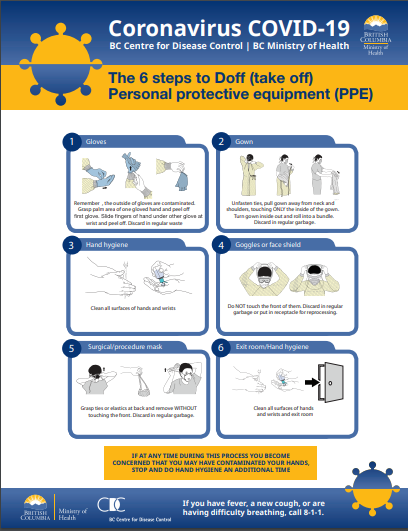 Coronavirus COVID-19
BC Centre for Disease Control | BC Ministry of Health
BRITISH
COLUMBIA
Ministry of
Health
The 6 steps to Doff (take off)
Personal protective equipment (PPE)
1 Gloves
Remember , the outside of gloves are contaminated.
Grasp palm area of one gloved hand and peel off
first glove. Slide fingers of hand under other glove at
wrist and peel off. Discard in regular waste
2 Gown
Unfasten ties, pull gown away from neck and
shoulders, touching ONLY the inside of the gown.
Turn gown inside out and roll into a bundle.
Discard in regular garbage.
3 Hand hygiene
Clean all surfaces of hands and wrists
4 Goggles or face shield
Do NOT touch the front of them. Discard in regular
garbage or put in receptacle for reprocessing.
5 Surgical/procedure mask
Grasp ties or elastics at back and remove WITHOUT
touching the front. Discard in regular garbage.
6 Exit room/Hand hygiene
Clean all surfaces of hands
and wrists and exit room
IF AT ANY TIME DURING THIS PROCESS YOU BECOME
CONCERNED THAT YOU MAY HAVE CONTAMINATED YOUR HANDS,
STOP AND DO HAND HYGIENE AN ADDITIONAL TIME
BRITISH
COLUMBIA
Ministry of
Health
BC Centre for Disease Control
If you have fever, a new cough, or are
having difficulty breathing, call 8-1-1.